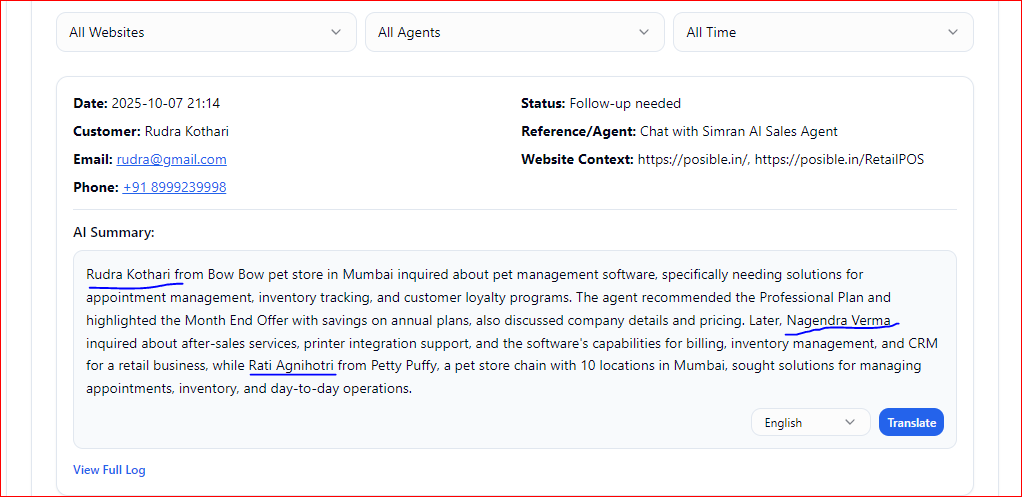 All Websites
All Agents
All Time
Date: 2025-10-07 21:14
Status: Follow-up needed
Customer: Rudra Kothari
Reference/Agent: Chat with Simran AI Sales Agent
Email: rudra@gmail.com
Website Context: https://posible.in/, https://posible.in/RetailPOS
Phone: +91 8999239998
AI Summary:
Rudra Kothari from Bow Bow pet store in Mumbai inquired about pet management software, specifically needing solutions for
appointment management, inventory tracking, and customer loyalty programs. The agent recommended the Professional Plan and
highlighted the Month End Offer with savings on annual plans, also discussed company details and pricing. Later, Nagendra Verma
inquired about after-sales services, printer integration support, and the software's capabilities for billing, inventory management, and CRM
for a retail business, while Rati Agnihotri from Petty Puffy, a pet store chain with 10 locations in Mumbai, sought solutions for managing
appointments, inventory, and day-to-day operations.
English
Translate
View Full Log